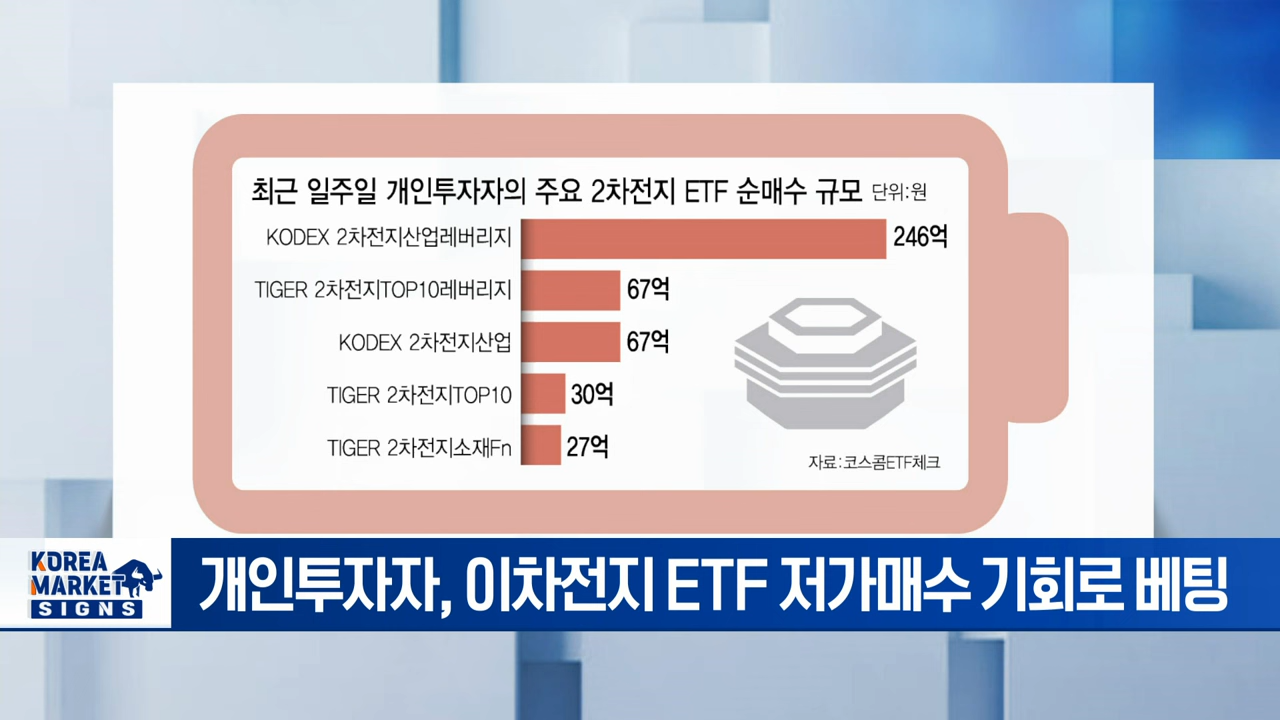 최근 일주일 개인투자자의 주요 2차전지 ETF 순매수 규모 단위:원
KODEX 2차전지산업레버리지 246억
TIGER 2차전지TOP10레버리지 67억
KODEX 2차전지산업 67억
TIGER 2차전지TOP10 30억
TIGER 2차전지소재Fn 27억
자료:코스콤ETF체크
KOREA
MARKET
SIGNS
개인투자자, 이차전지 ETF 저가매수 기회로 베팅